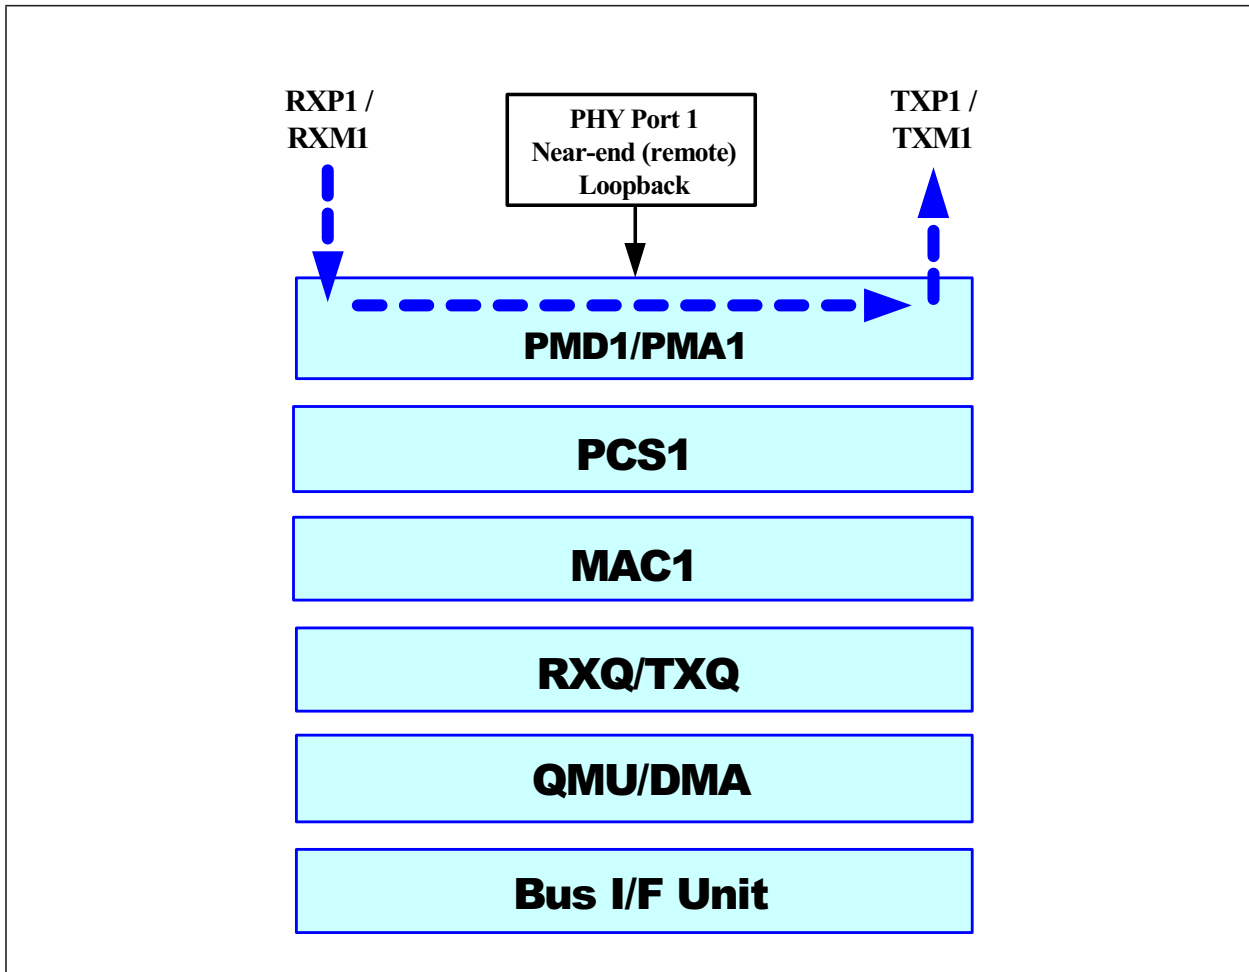 RXP1 /
RXM1
PHY Port 1
Near-end (remote)
Loopback
TXP1 /
TXM1
PMD1/PMA1
PCS1
MAC1
RXQ/TXQ
QMU/DMA
Bus I/F Unit